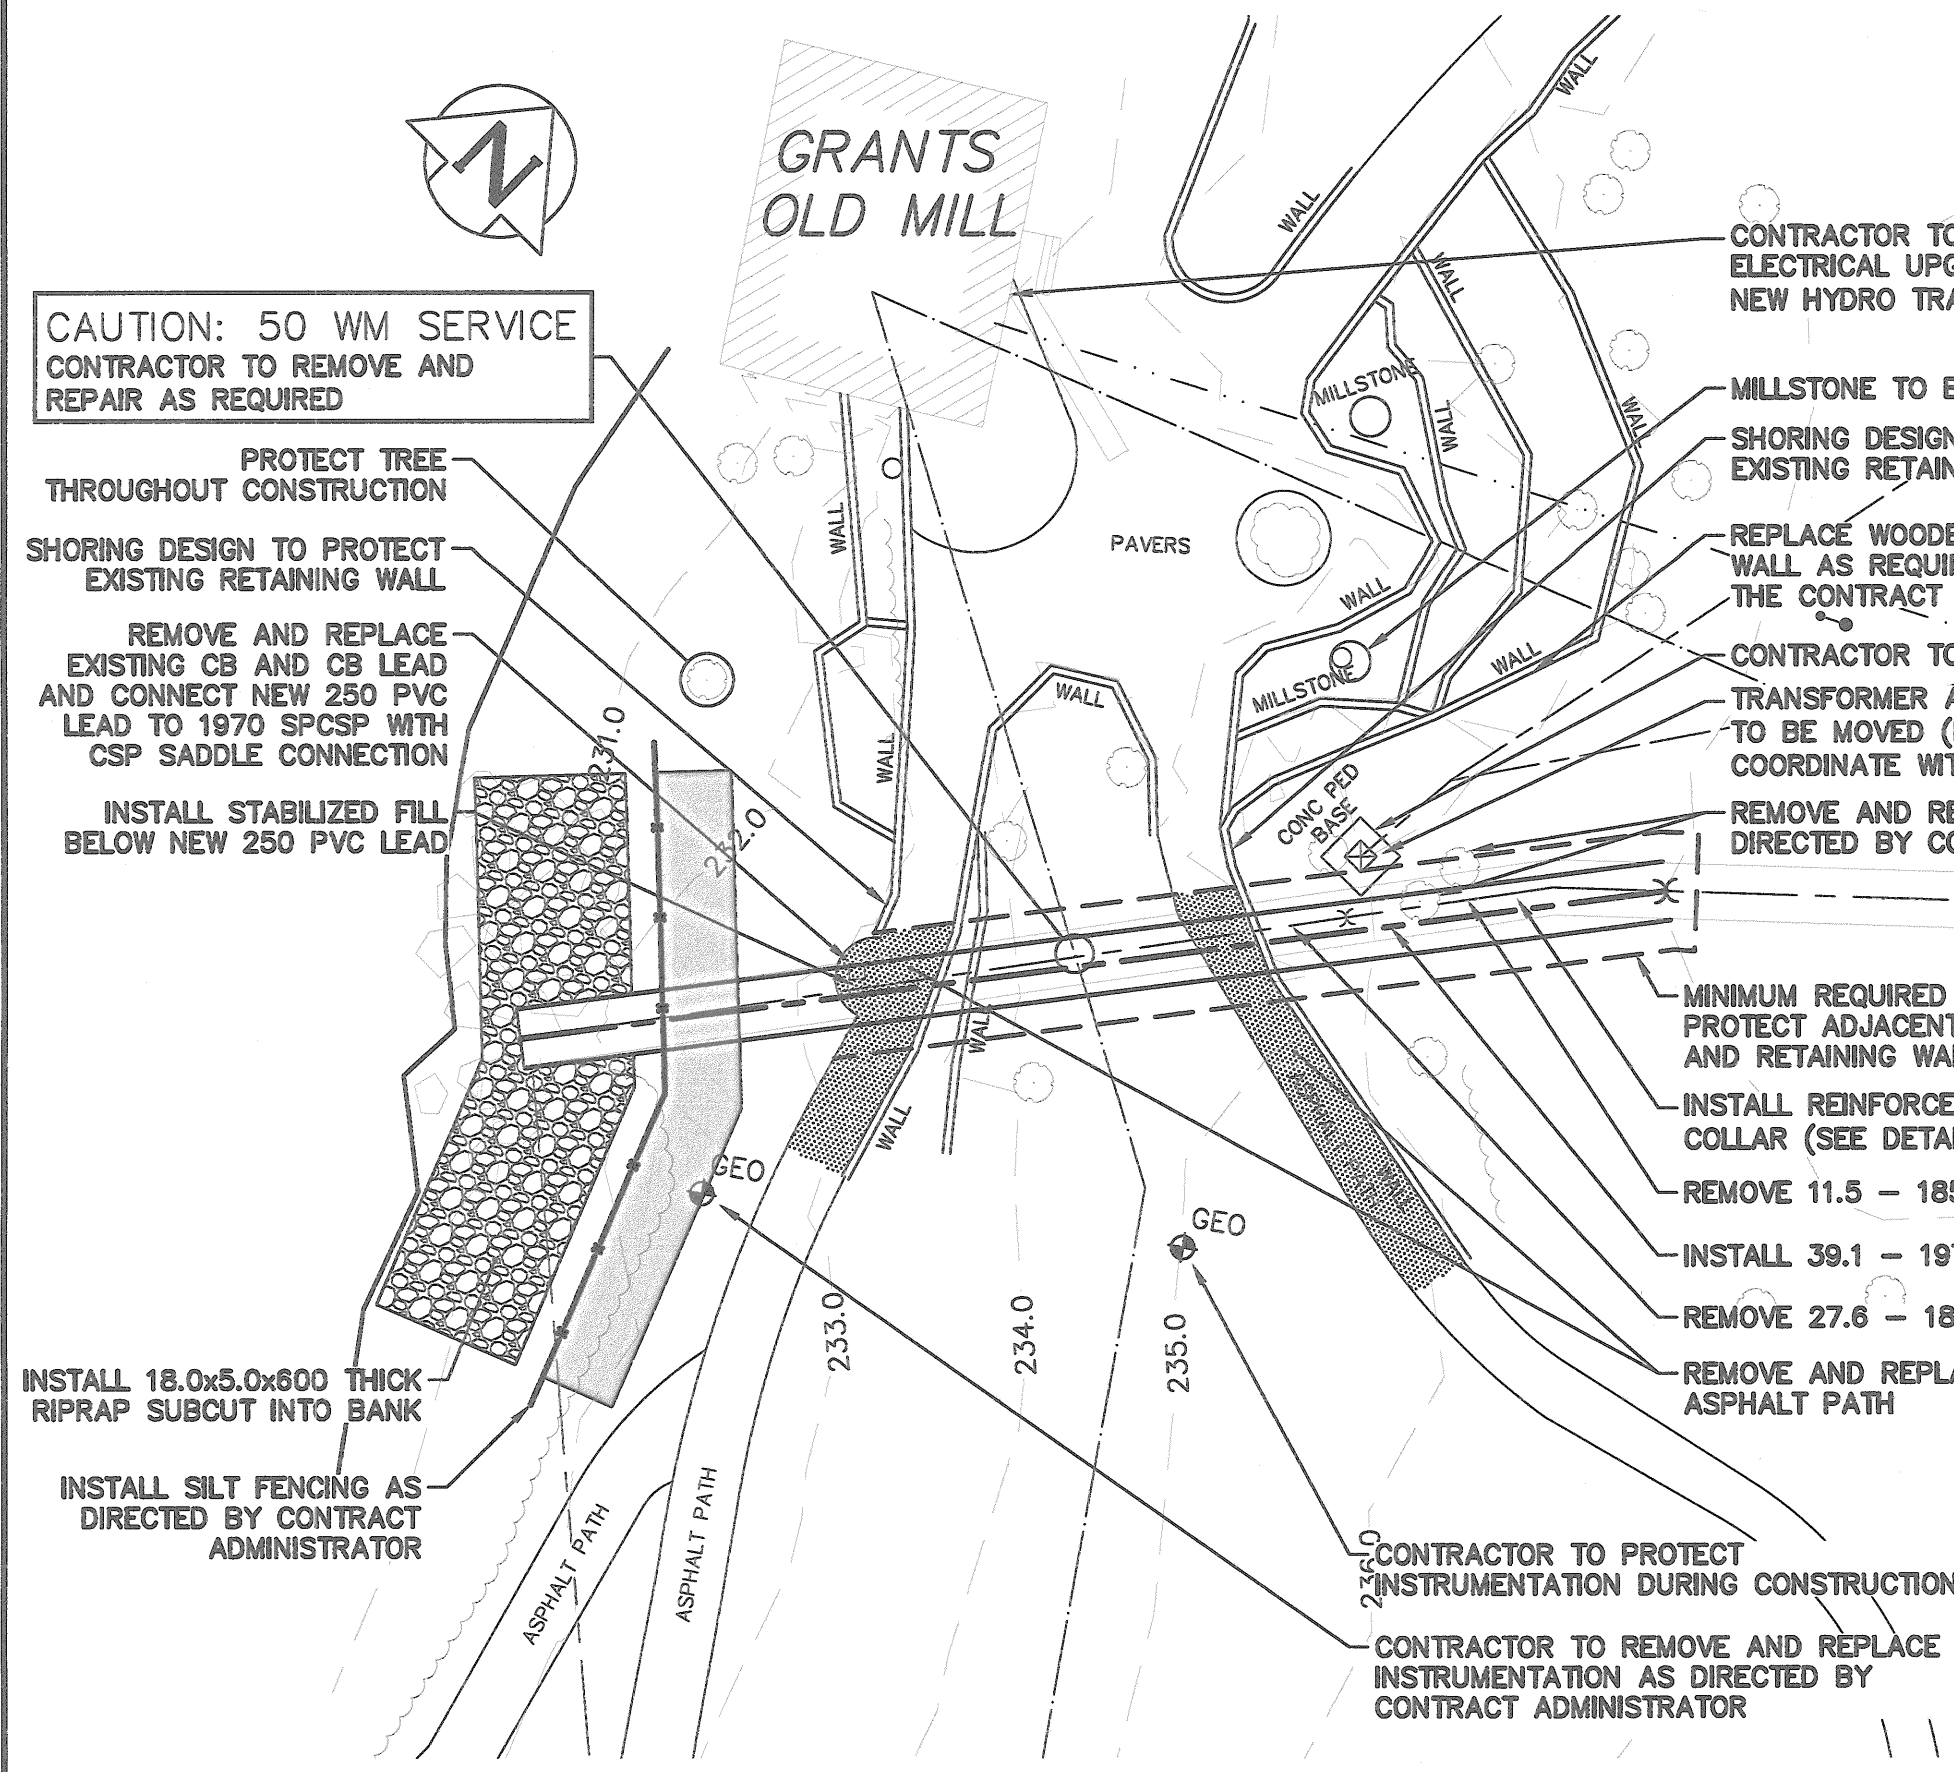 GRANTS
OLD MILL
N
CAUTION: 50 WM SERVICE
CONTRACTOR TO REMOVE AND
REPAIR AS REQUIRED
PROTECT TREE
THROUGHOUT CONSTRUCTION
SHORING DESIGN TO PROTECT
EXISTING RETAINING WALL
REMOVE AND REPLACE
EXISTING CB AND CB LEAD
AND CONNECT NEW 250 PVC
LEAD TO 1970 SPCSP WITH
CSP SADDLE CONNECTION
INSTALL STABILIZED FILL
BELOW NEW 250 PVC LEAD
INSTALL 18.0x5.0x600 THICK
RIPRAP SUBCUT INTO BANK
INSTALL SILT FENCING AS
DIRECTED BY CONTRACT
ADMINISTRATOR
WALL
WALL
WALL
WALL
WALL
WALL
WALL
WALL
WALL
WALL
WALL
WALL
WALL
MILLSTONE
MILLSTONE
PAVERS
CONC PED
BASE
231.0
232.0
233.0
234.0
235.0
236.0
GEO
GEO
ASPHALT PATH
ASPHALT PATH
CONTRACTOR TO
ELECTRICAL UPG
NEW HYDRO TRA
MILLSTONE TO B
SHORING DESIGN
EXISTING RETAIN
REPLACE WOODE
WALL AS REQUI
THE CONTRACT
CONTRACTOR TO
TRANSFORMER A
TO BE MOVED (
COORDINATE WIT
REMOVE AND RE
DIRECTED BY CO
MINIMUM REQUIRED
PROTECT ADJACENT
AND RETAINING WA
INSTALL REINFORCE
COLLAR (SEE DETAI
REMOVE 11.5 – 185
INSTALL 39.1 – 197
REMOVE 27.6 – 18
REMOVE AND REPLA
ASPHALT PATH
CONTRACTOR TO PROTECT
INSTRUMENTATION DURING CONSTRUCTION
CONTRACTOR TO REMOVE AND REPLACE
INSTRUMENTATION AS DIRECTED BY
CONTRACT ADMINISTRATOR